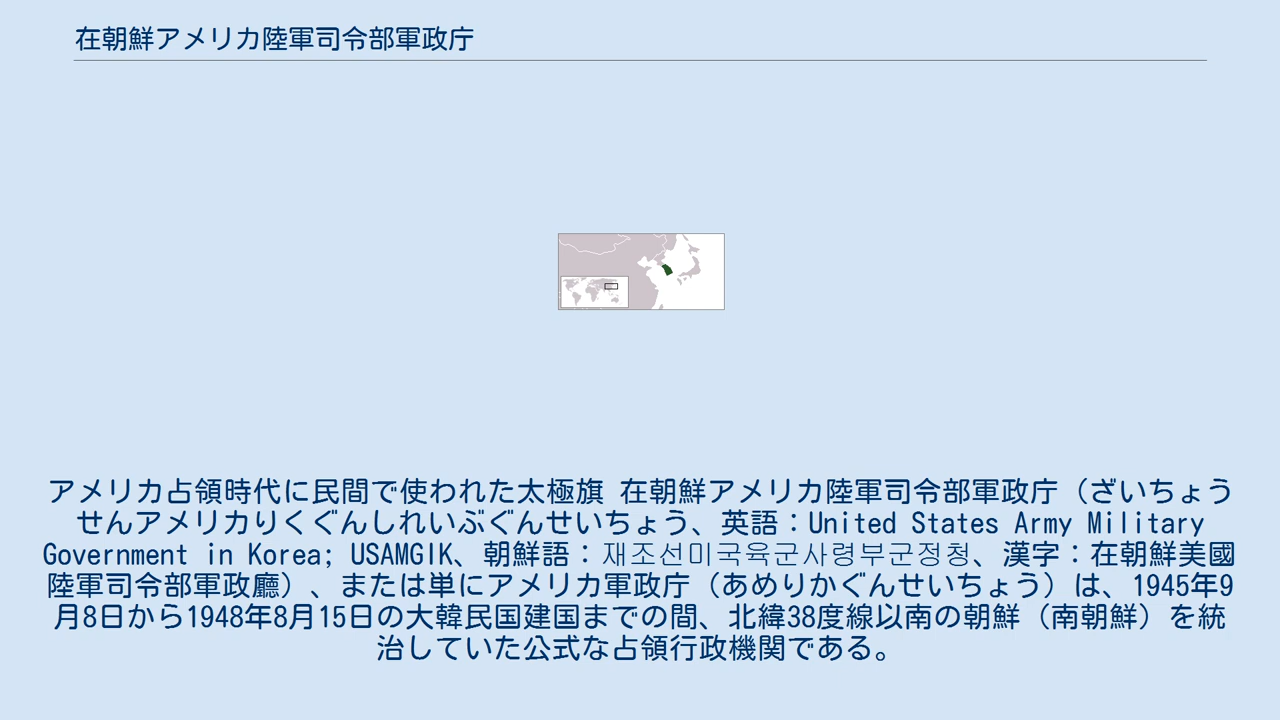 在朝鮮アメリカ陸軍司令部軍政庁
アメリカ占領時代に民間で使われた太極旗 在朝鮮アメリカ陸軍司令部軍政庁（ざいちょう
せんアメリカりくぐんしれいぶぐんせいちょう、英語：United States Army Military
Government in Korea; USAMGIK、朝鮮語：재조선미국육군사령부군정청、漢字：在朝鮮美國
陸軍司令部軍政廳）、または単にアメリカ軍政庁（あめりかぐんせいちょう）は、1945年9
月8日から1948年8月15日の大韓民国建国までの間、北緯38度線以南の朝鮮（南朝鮮）を統
治していた公式な占領行政機関である。